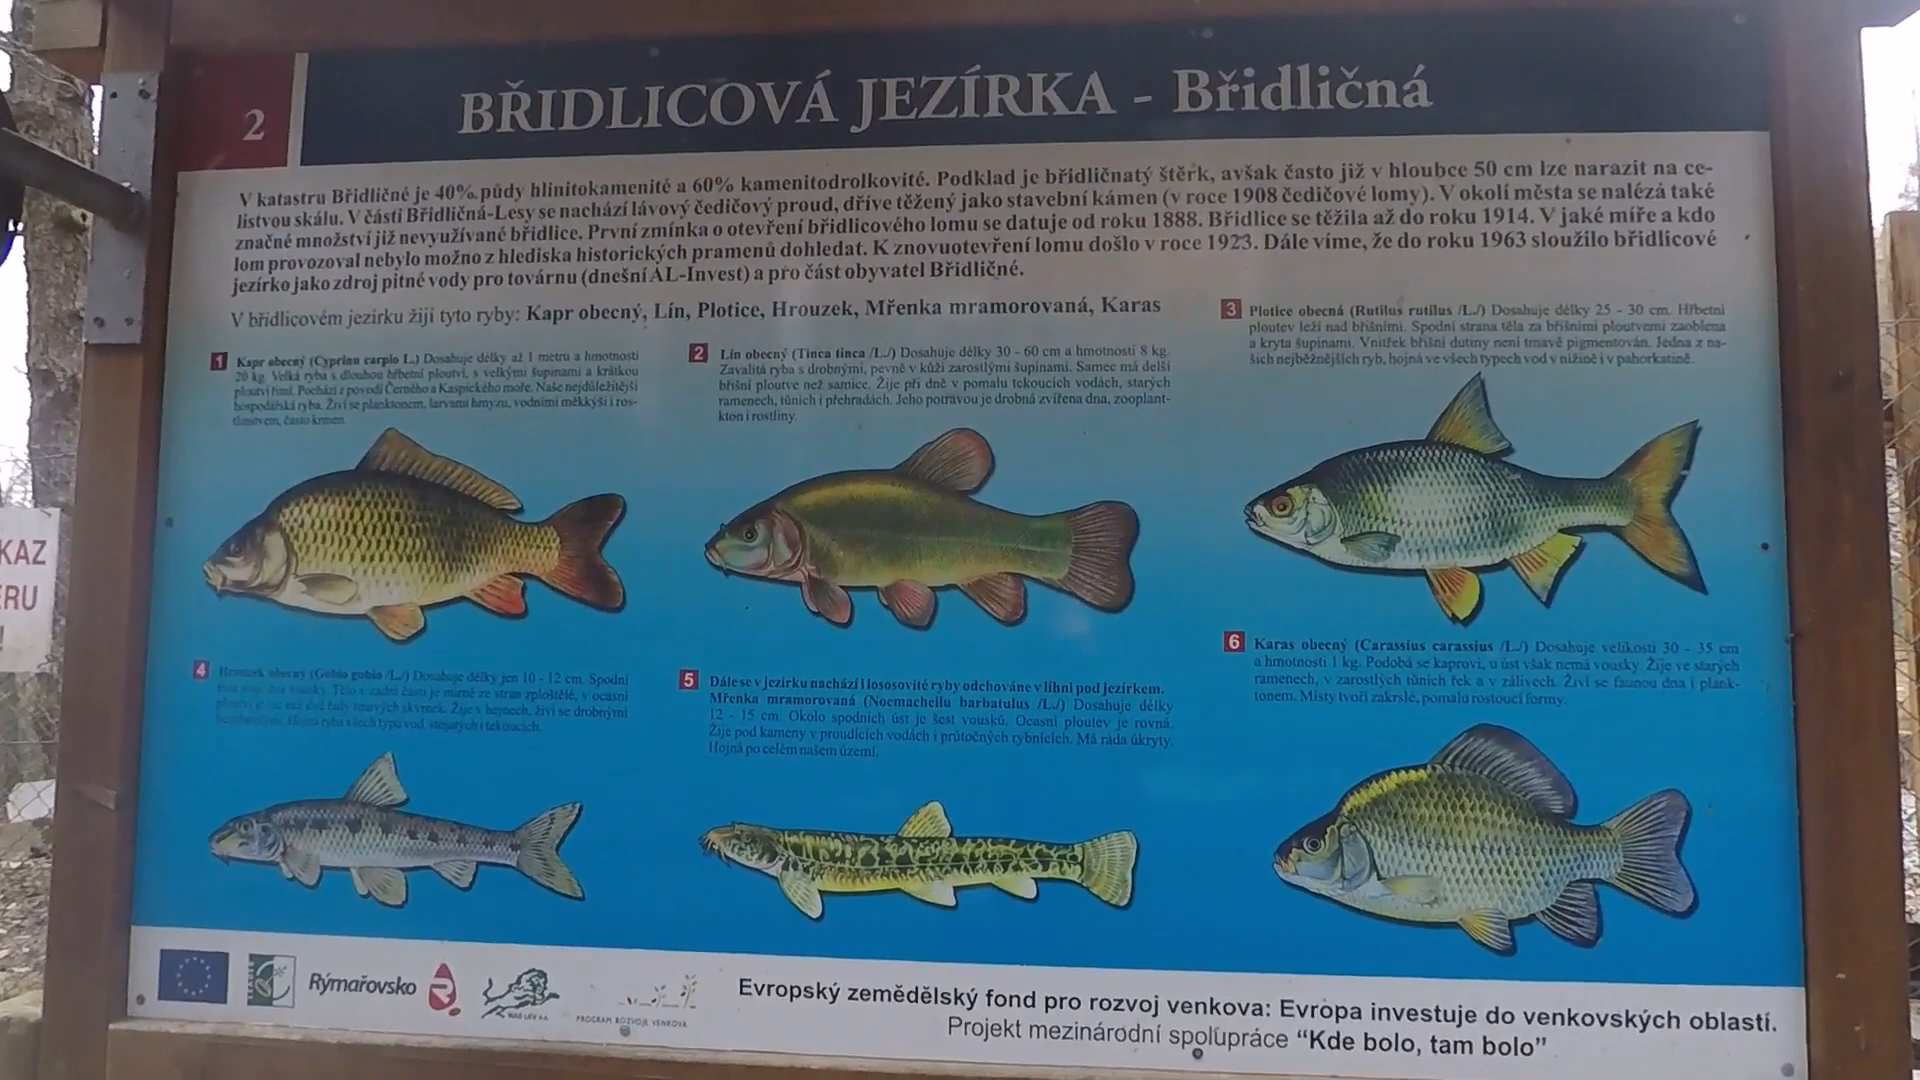 2
BŘIDLICOVÁ JEZÍRKA - Břidličná
V katastru Břidličné je 40% půdy hlinitokamenité a 60% kamenitodrolkovité. Podklad je břidličnatý štěrk, avšak často již v hloubce 50 cm lze narazit na ce-
listvou skálu. V části Břidličná-Lesy se nachází lávový čedičový proud, dříve těžený jako stavební kámen (v roce 1908 čedičové lomy). V okolí města se nalézá také
značné množství již nevyužívané břidlice. První zmínka o otevření břidlicového lomu se datuje od roku 1888. Břidlice se těžila až do roku 1914. V jaké míře a kdo
lom provozoval nebylo možno z hlediska historických pramenů dohledat. K znovuotevření lomu došlo v roce 1923. Dále víme, že do roku 1963 sloužilo břidlicové
jezírko jako zdroj pitné vody pro továrnu (dnešní AL-Invest) a pro část obyvatel Břidličné.
V břidlicovém jezírku žijí tyto ryby: Kapr obecný, Lín, Plotice, Hrouzek, Mřenka mramorovaná, Karas
1 Kapr obecný (Cyprinu carpio L.) Dosahuje délky až 1 metru a hmotnosti
20 kg. Velká ryba s dlouhou hřbetní ploutví, s velkými šupinami a krátkou
ploutví řitní. Pochází z povodí Černého a Kaspického moře. Naše nejdůležitější
hospodářská ryba. Živí se planktonem, larvami hmyzu, vodními měkkýši i ros-
tlinstvem, často krmen.
2 Lín obecný (Tinca tinca /L./) Dosahuje délky 30 - 60 cm a hmotnosti 8 kg.
Zavalitá ryba s drobnými, pevně v kůži zarostlými šupinami. Samec má delší
břišní ploutve než samice. Žije při dně v pomalu tekoucích vodách, starých
ramenech, tůních i přehradách. Jeho potravou je drobná zvířena dna, zooplank-
kton i rostliny.
3 Plotice obecná (Rutilus rutilus /L./) Dosahuje délky 25 - 30 cm. Hřbetní
ploutev leží nad břišními. Spodní strana těla za břišními ploutvemi zaoblena
a kryta šupinami. Vnitřek břišní dutiny není tmavě pigmentován. Jedna z na-
šich nejběžnějších ryb, hojná ve všech typech vod v nížině i v pahorkatině.
4 Hrouzek obecný (Gobio gobio /L./) Dosahuje délky jen 10 - 12 cm. Spodní
Tělo v zadní části je mírně ze stran zploštělé, v ocasní
tmavých skvrnek. Žije v hejnech, živí se drobnými
Hojná ryba všech typů vod, stojatých i tekoucích.
5 Dále se v jezírku nachází i lososovité ryby odchováne v líhni pod jezírkem.
Mřenka mramorovaná (Noemacheilu barbatulus /L./) Dosahuje délky
12 - 15 cm. Okolo spodních úst je šest vousků. Ocasní ploutev je rovná.
Žije pod kameny v proudících vodách i průtočných rybnících. Má ráda úkryty.
Hojná po celém našem území.
6 Karas obecný (Carassius carassius /L./) Dosahuje velikosti 30 - 35 cm
a hmotnosti 1 kg. Podobá se kaprovi, u úst však nemá vousky. Žije ve starých
ramenech, v zarostlých tůních řek a v zálivech. Živí se faunou dna i plank-
tonem. Místy tvoří zakrslé, pomalu rostoucí formy.
KAZ
ĚRU
!
Rýmařovsko
PROGRAM ROZVOJE VENKOVA
Evropský zemědělský fond pro rozvoj venkova: Evropa investuje do venkovských oblastí.
Projekt mezinárodní spolupráce “Kde bolo, tam bolo”